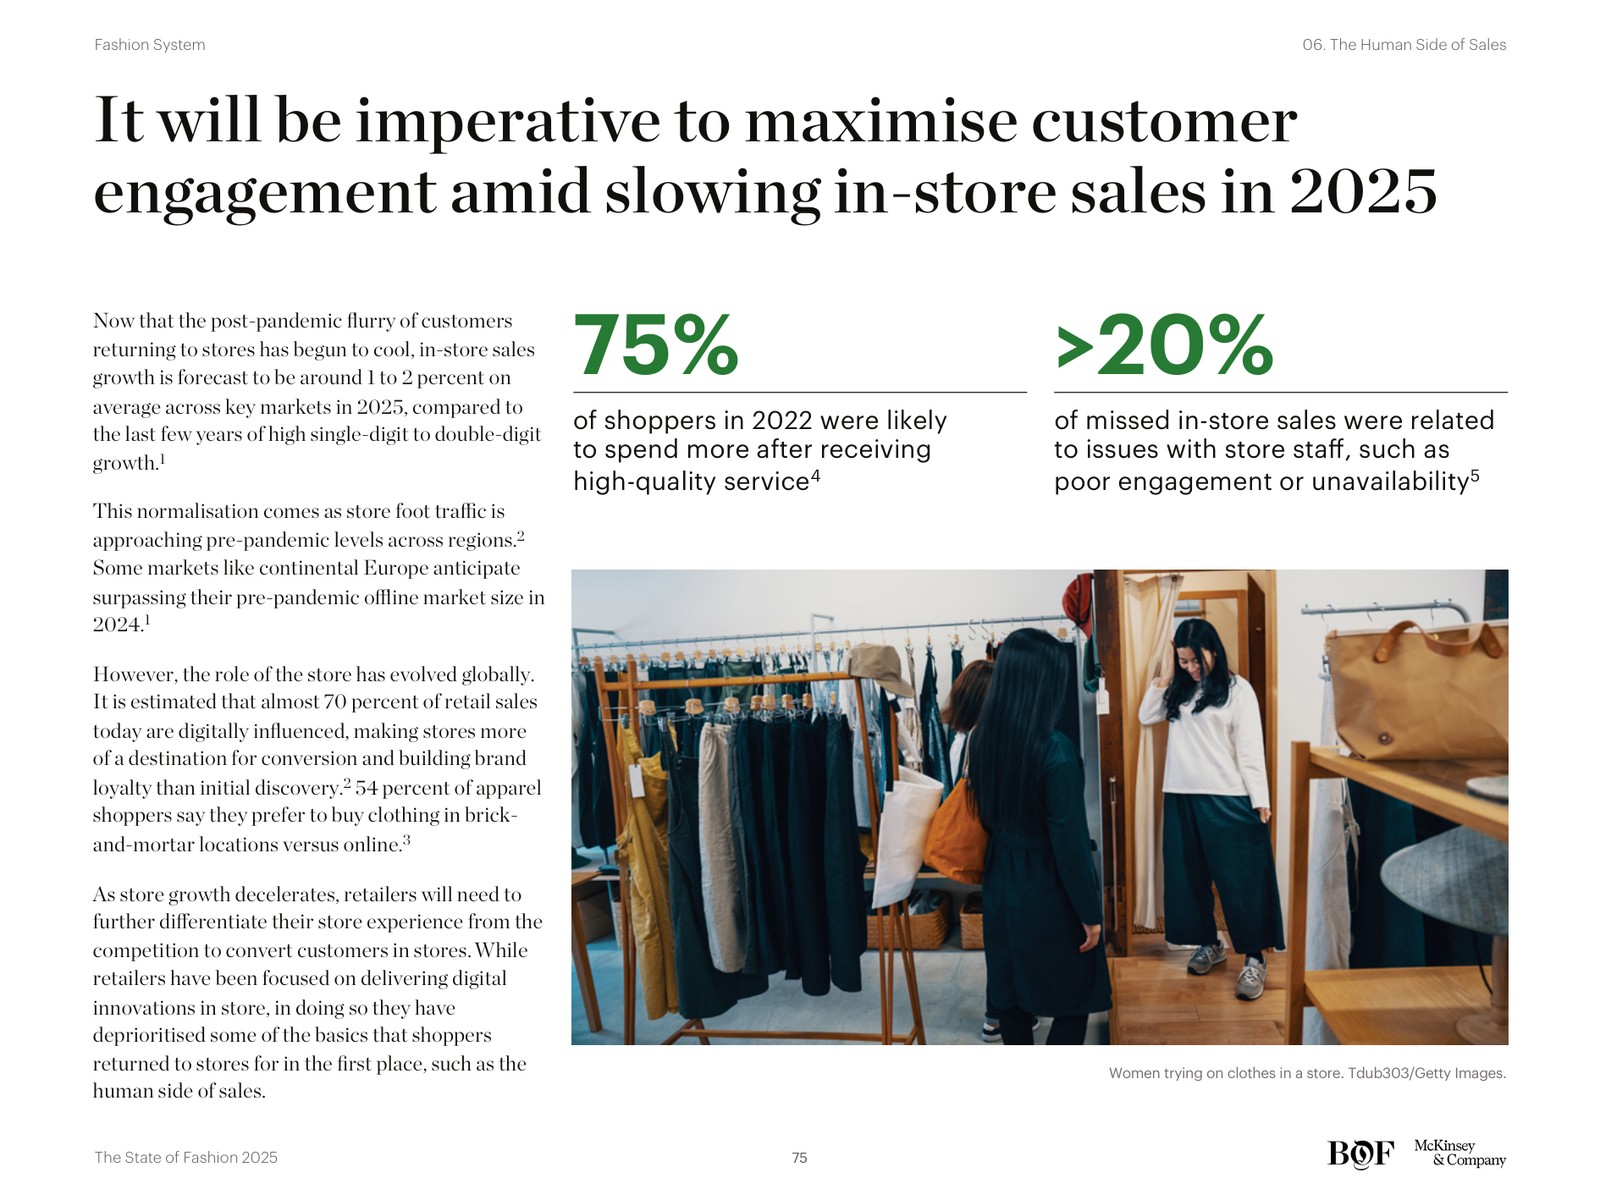 Fashion System
06. The Human Side of Sales
It will be imperative to maximise customer
engagement amid slowing in-store sales in 2025
Now that the post-pandemic flurry of customers
returning to stores has begun to cool, in-store sales
growth is forecast to be around 1 to 2 percent on
average across key markets in 2025, compared to
the last few years of high single-digit to double-digit
growth.¹
This normalisation comes as store foot traffic is
approaching pre-pandemic levels across regions.²
Some markets like continental Europe anticipate
surpassing their pre-pandemic offline market size in
2024.¹
However, the role of the store has evolved globally.
It is estimated that almost 70 percent of retail sales
today are digitally influenced, making stores more
of a destination for conversion and building brand
loyalty than initial discovery.² 54 percent of apparel
shoppers say they prefer to buy clothing in brick-
and-mortar locations versus online.³
As store growth decelerates, retailers will need to
further differentiate their store experience from the
competition to convert customers in stores. While
retailers have been focused on delivering digital
innovations in store, in doing so they have
deprioritised some of the basics that shoppers
returned to stores for in the first place, such as the
human side of sales.
75%
of shoppers in 2022 were likely
to spend more after receiving
high-quality service⁴
>20%
of missed in-store sales were related
to issues with store staff, such as
poor engagement or unavailability⁵
Women trying on clothes in a store. Tdub303/Getty Images.
The State of Fashion 2025
75
BOF
McKinsey
& Company